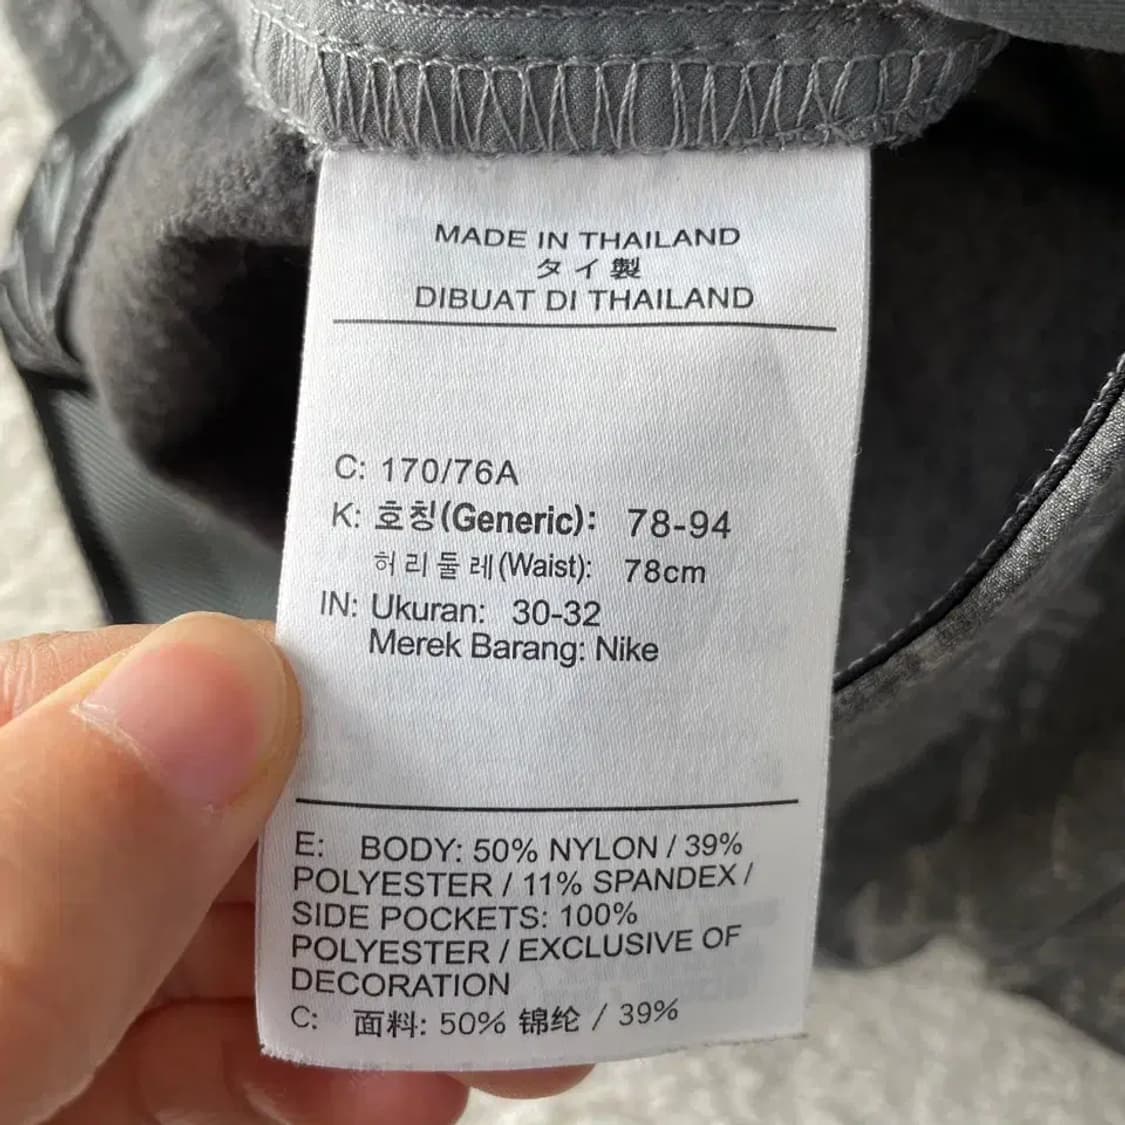 MADE IN THAILAND
タイ製
DIBUAT DI THAILAND
C: 170/76A
K: 호칭(Generic): 78-94
허리둘레(Waist): 78cm
IN: Ukuran: 30-32
Merek Barang: Nike
E: BODY: 50% NYLON / 39%
POLYESTER / 11% SPANDEX /
SIDE POCKETS: 100%
POLYESTER / EXCLUSIVE OF
DECORATION
C: 面料: 50% 锦纶 / 39%